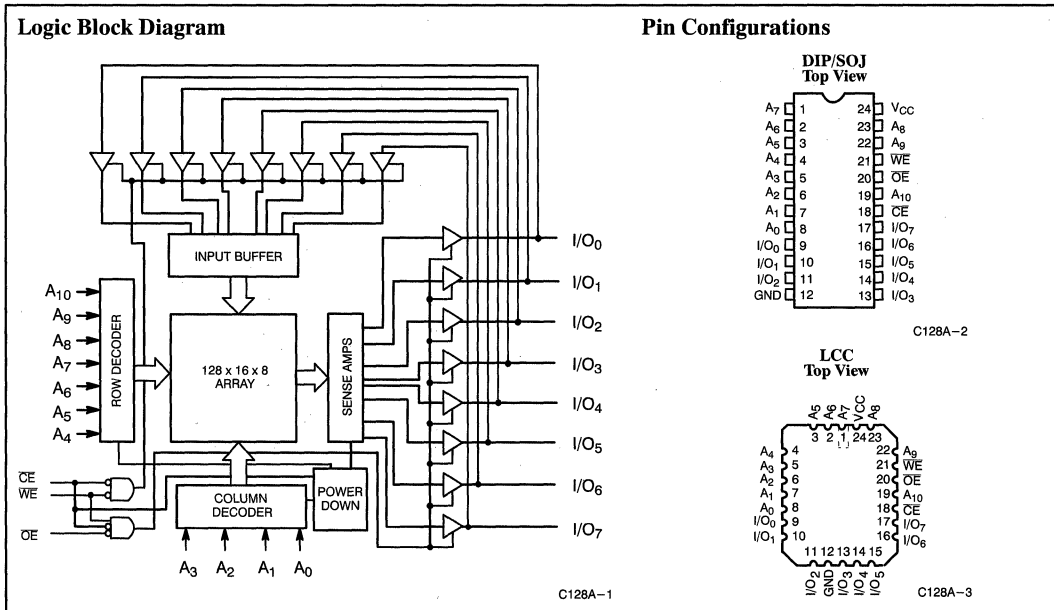 Logic Block Diagram
Pin Configurations
INPUT BUFFER
A10
A9
A8
A7
A6
A5
A4
ROW DECODER
128 x 16 x 8
ARRAY
SENSE AMPS
I/O0
I/O1
I/O2
I/O3
I/O4
I/O5
I/O6
I/O7
CE
WE
OE
COLUMN
DECODER
POWER
DOWN
A3 A2 A1 A0
C128A-1
DIP/SOJ
Top View
A7 1 24 VCC
A6 2 23 A8
A5 3 22 A9
A4 4 21 WE
A3 5 20 OE
A2 6 19 A10
A1 7 18 CE
A0 8 17 I/O7
I/O0 9 16 I/O6
I/O1 10 15 I/O5
I/O2 11 14 I/O4
GND 12 13 I/O3
C128A-2
LCC
Top View
A5 A6 A7 VCC A8
3 2 1 24 23
A4 4 22 A9
A3 5 21 WE
A2 6 20 OE
A1 7 19 A10
A0 8 18 CE
I/O0 9 17 I/O7
I/O1 10 16 I/O6
11 12 13 14 15
I/O2 GND I/O3 I/O4 I/O5
C128A-3